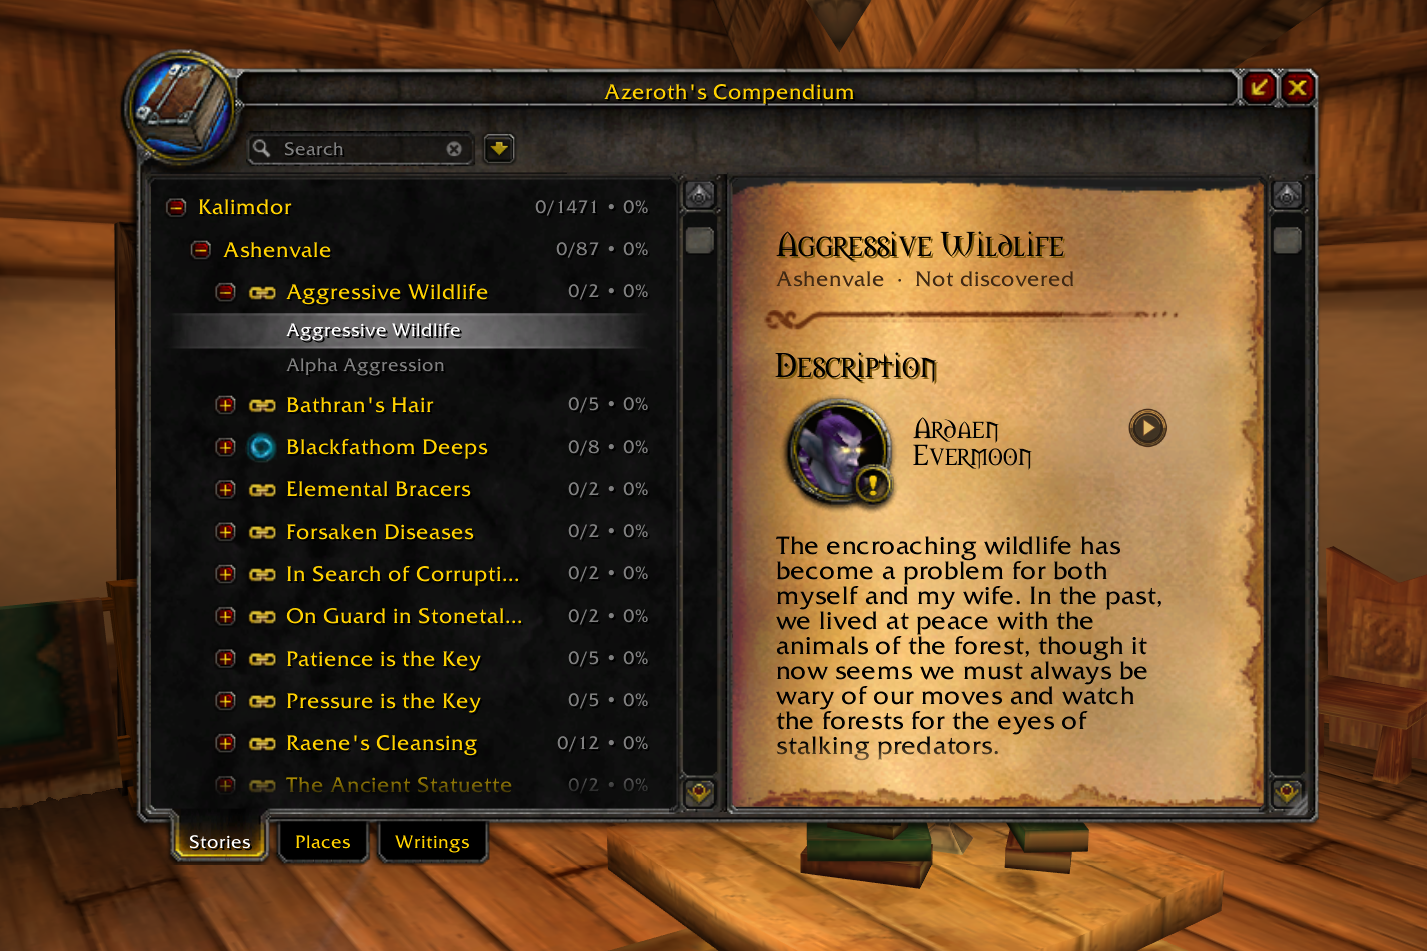 Azeroth's Compendium
Search
Kalimdor 0/1471 • 0%
Ashenvale 0/87 • 0%
Aggressive Wildlife 0/2 • 0%
Aggressive Wildlife
Alpha Aggression
Bathran's Hair 0/5 • 0%
Blackfathom Deeps 0/8 • 0%
Elemental Bracers 0/2 • 0%
Forsaken Diseases 0/2 • 0%
In Search of Corrupti... 0/2 • 0%
On Guard in Stonetal... 0/2 • 0%
Patience is the Key 0/5 • 0%
Pressure is the Key 0/5 • 0%
Raene's Cleansing 0/12 • 0%
The Ancient Statuette 0/2 • 0%
Aggressive Wildlife
Ashenvale · Not discovered
Description
Ardaen
Evermoon
The encroaching wildlife has
become a problem for both
myself and my wife. In the past,
we lived at peace with the
animals of the forest, though it
now seems we must always be
wary of our moves and watch
the forests for the eyes of
stalking predators.
Stories Places Writings